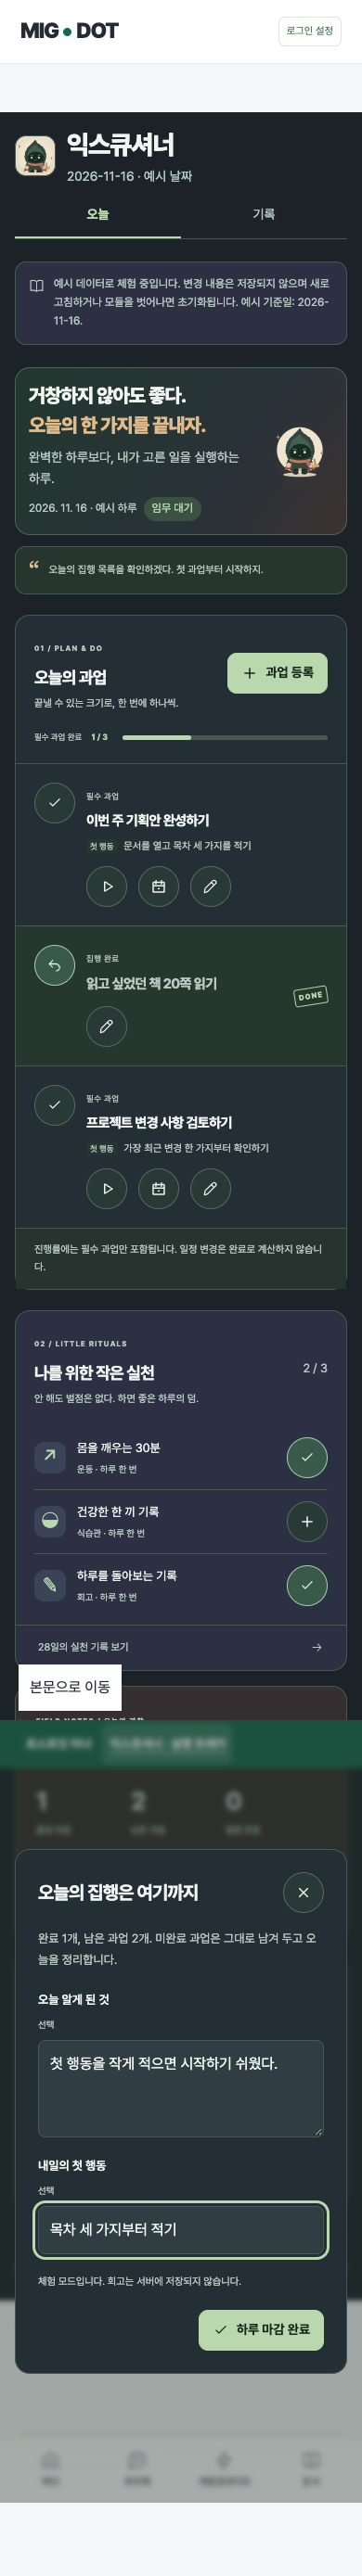 MIG DOT
로그인 설정
익스큐셔너
2026-11-16 · 예시 날짜
오늘
기록
예시 데이터로 체험 중입니다. 변경 내용은 저장되지 않으며 새로
고침하거나 모듈을 벗어나면 초기화됩니다. 예시 기준일: 2026-
11-16.
거창하지 않아도 좋다.
오늘의 한 가지를 끝내자.
완벽한 하루보다, 내가 고른 일을 실행하는
하루.
2026. 11. 16 · 예시 하루
임무 대기
“ 오늘의 집행 목록을 확인하겠다. 첫 과업부터 시작하지.
01 / PLAN & DO
오늘의 과업
끝낼 수 있는 크기로, 한 번에 하나씩.
과업 등록
필수 과업 완료 1 / 3
필수 과업
이번 주 기획안 완성하기
첫 행동 문서를 열고 목차 세 가지를 적기
집행 완료
읽고 싶었던 책 20쪽 읽기
DONE
필수 과업
프로젝트 변경 사항 검토하기
첫 행동 가장 최근 변경 한 가지부터 확인하기
진행률에는 필수 과업만 포함됩니다. 일정 변경은 완료로 계산하지 않습니
다.
02 / LITTLE RITUALS
나를 위한 작은 실천
2 / 3
안 해도 벌점은 없다. 하면 좋은 하루의 덤.
몸을 깨우는 30분
운동 · 하루 한 번
건강한 한 끼 기록
식습관 · 하루 한 번
하루를 돌아보는 기록
회고 · 하루 한 번
28일의 실천 기록 보기
본문으로 이동
1
2
0
오늘의 집행은 여기까지
완료 1개, 남은 과업 2개. 미완료 과업은 그대로 남겨 두고 오
늘을 정리합니다.
오늘 알게 된 것
선택
첫 행동을 작게 적으면 시작하기 쉬웠다.
내일의 첫 행동
선택
목차 세 가지부터 적기
체험 모드입니다. 회고는 서버에 저장되지 않습니다.
하루 마감 완료